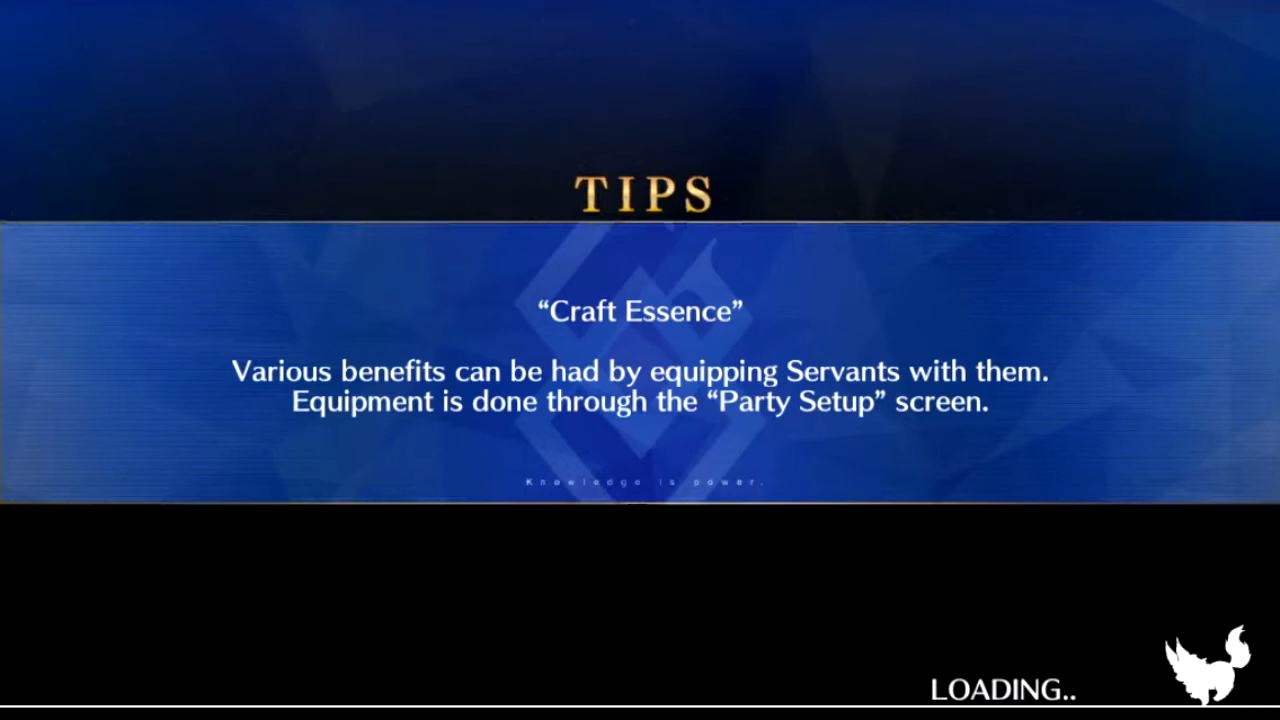 TIPS
“Craft Essence”
Various benefits can be had by equipping Servants with them.
Equipment is done through the “Party Setup” screen.
Knowledge is power.
LOADING..